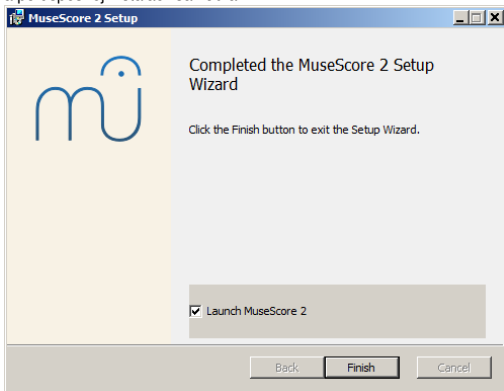 MuseScore 2 Setup
Completed the MuseScore 2 Setup
Wizard
Click the Finish button to exit the Setup Wizard.
Launch MuseScore 2
Back Finish Cancel